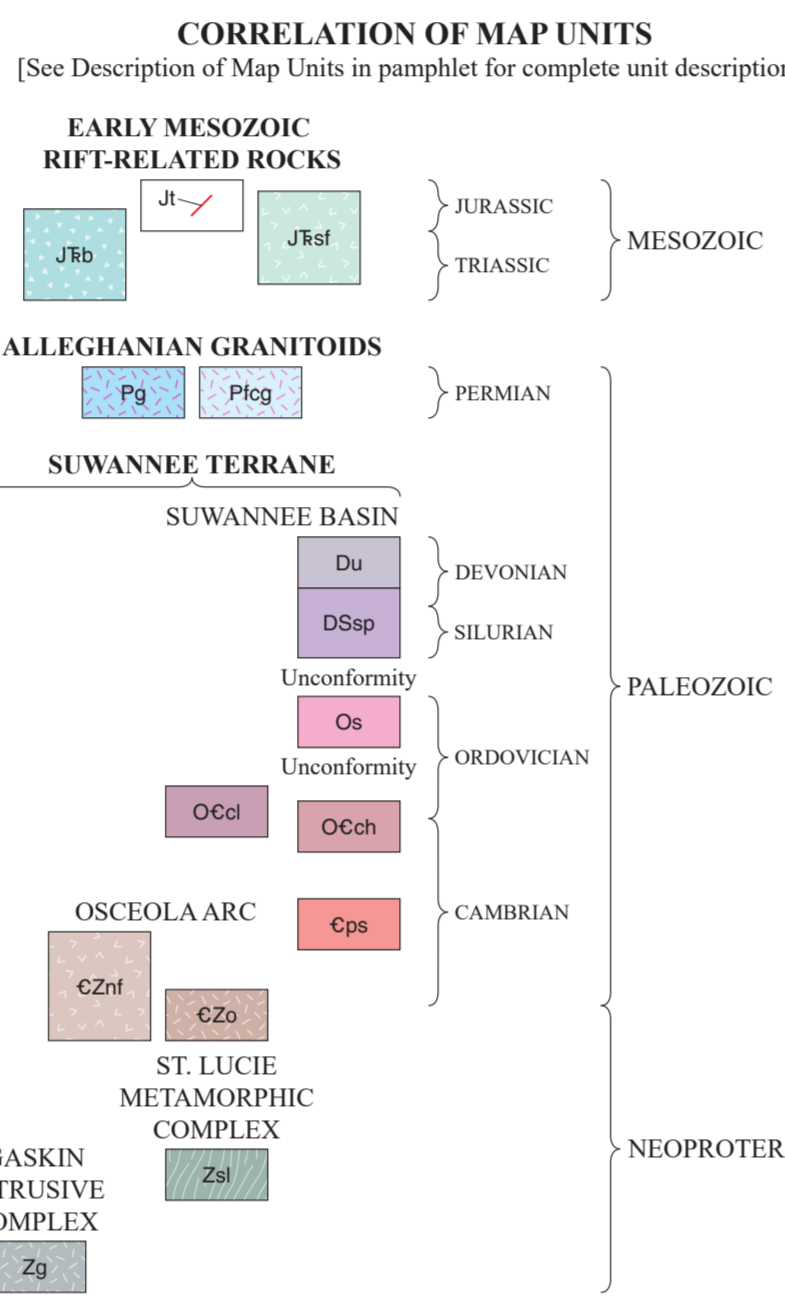 CORRELATION OF MAP UNITS
[See Description of Map Units in pamphlet for complete unit description
EARLY MESOZOIC
RIFT-RELATED ROCKS
Jt
JTRb
JTRsf
JURASSIC
TRIASSIC
MESOZOIC
ALLEGHANIAN GRANITOIDS
Pg
Pfcg
PERMIAN
SUWANNEE TERRANE
SUWANNEE BASIN
Du
DEVONIAN
DSsp
SILURIAN
Unconformity
PALEOZOIC
Os
ORDOVICIAN
Unconformity
O€cl
O€ch
OSCEOLA ARC
€ps
CAMBRIAN
€Znf
€Zo
ST. LUCIE
METAMORPHIC
COMPLEX
NEOPROTER
GASKIN
TRUSIVE
OMPLEX
Zsl
Zg